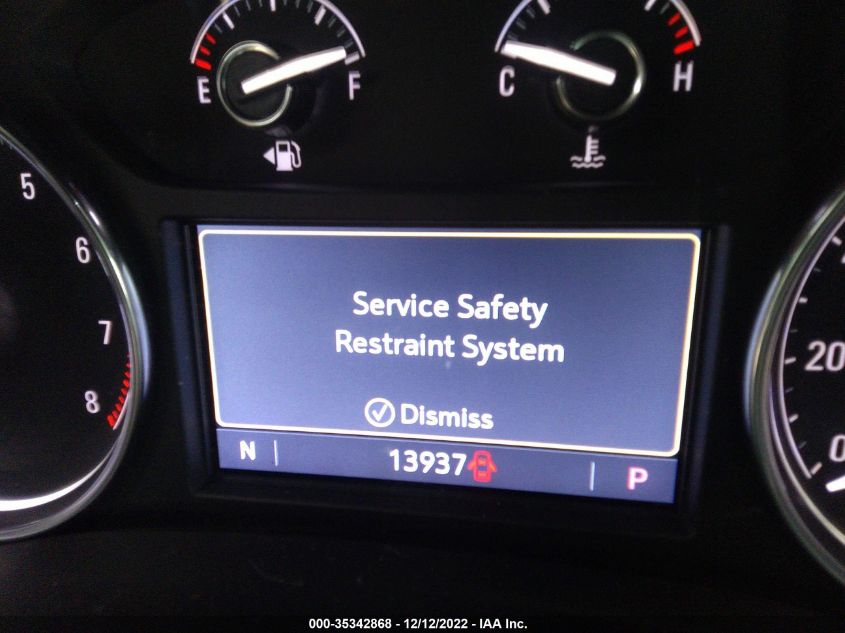 E F
C H
5
6
7
8
Service Safety
Restraint System
Dismiss
N 13937 P
20
0
000-35342868 - 12/12/2022 - IAA Inc.